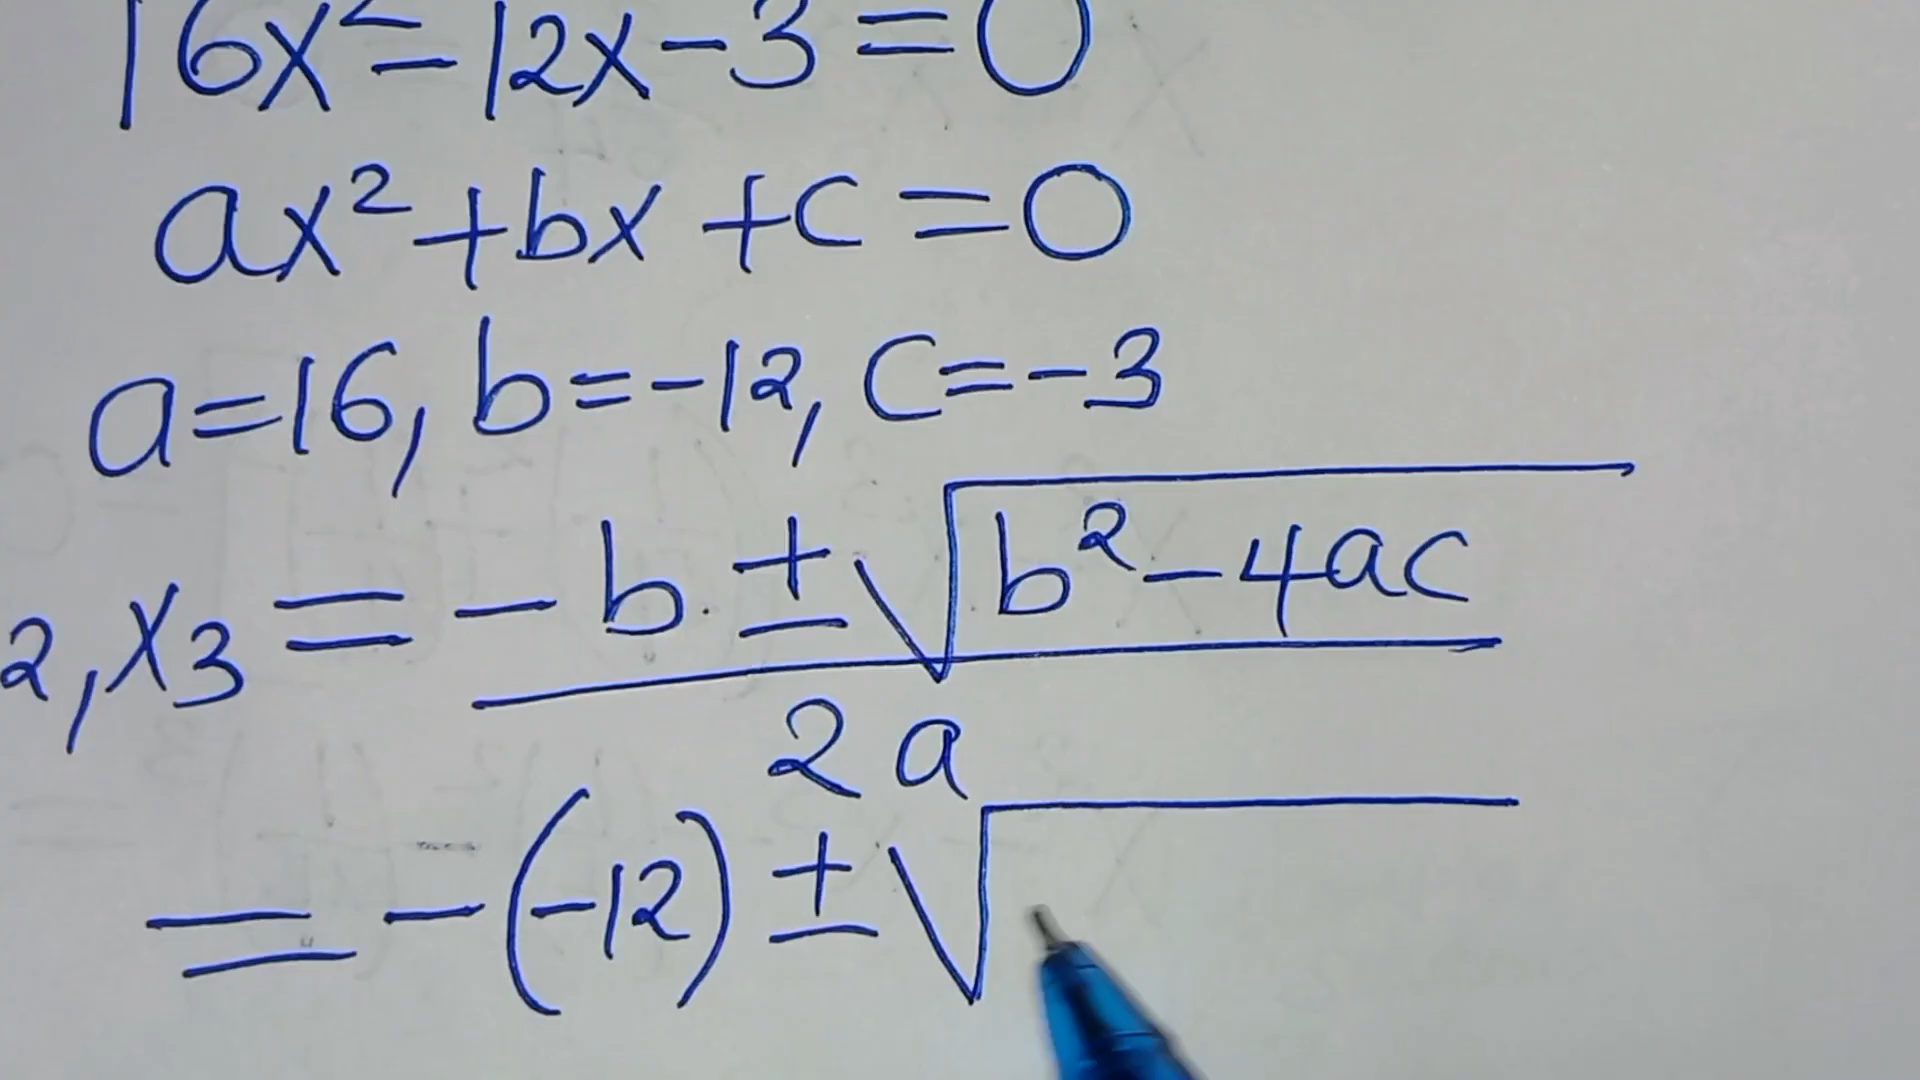 16x²-12x-3=0
ax²+bx+c=0
a=16, b=-12, c=-3
2, x3 = -b ± √b²-4ac
2a
= -(-12) ± √